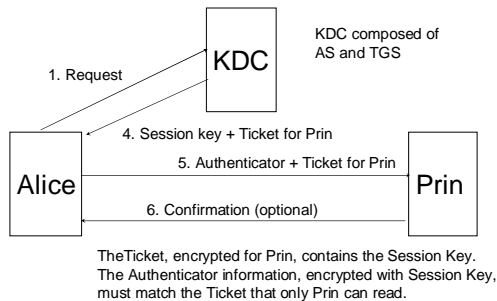 KDC composed of
AS and TGS
KDC
1. Request
4. Session key + Ticket for Prin
5. Authenticator + Ticket for Prin
Alice
Prin
6. Confirmation (optional)
TheTicket, encrypted for Prin, contains the Session Key.
The Authenticator information, encrypted with Session Key,
must match the Ticket that only Prin can read.